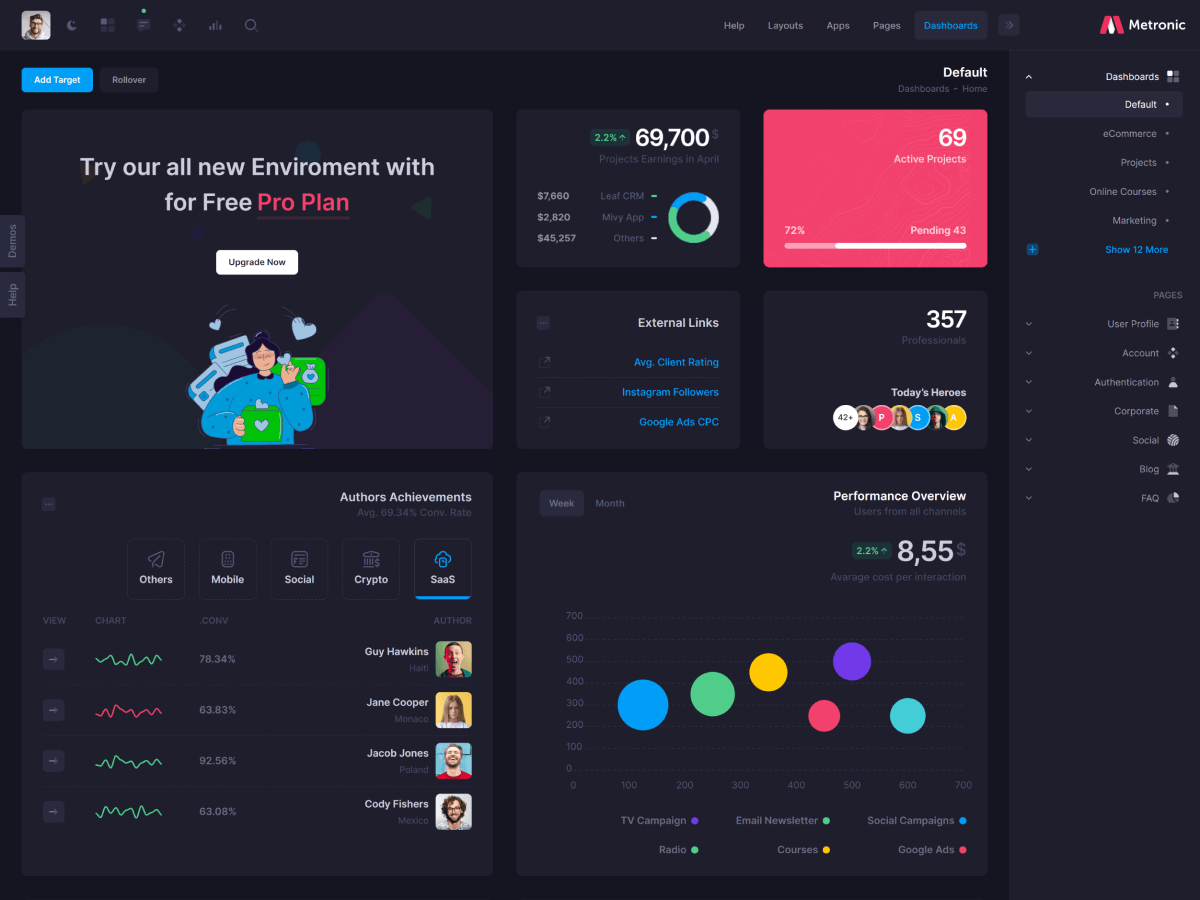 Help
Layouts
Apps
Pages
Dashboards
Metronic
Add Target
Rollover
Default
Dashboards - Home
Try our all new Enviroment with
for Free Pro Plan
Upgrade Now
Demos
Help
2.2% 69,700 $
Projects Earnings in April
$7,660 Leaf CRM
$2,820 Mivy App
$45,257 Others
69
Active Projects
72% Pending 43
External Links
Avg. Client Rating
Instagram Followers
Google Ads CPC
357
Professionals
Today's Heroes
42+ P S A
Authors Achievements
Avg. 69.34% Conv. Rate
Others Mobile Social Crypto SaaS
VIEW CHART .CONV AUTHOR
78.34% Guy Hawkins
Haiti
63.83% Jane Cooper
Monaco
92.56% Jacob Jones
Poland
63.08% Cody Fishers
Mexico
Week Month
Performance Overview
Users from all channels
2.2% 8,55 $
Avarage cost per interaction
700
600
500
400
300
200
100
0
0 100 200 300 400 500 600 700
TV Campaign Email Newsletter Social Campaigns
Radio Courses Google Ads
Dashboards
Default
eCommerce
Projects
Online Courses
Marketing
Show 12 More
PAGES
User Profile
Account
Authentication
Corporate
Social
Blog
FAQ